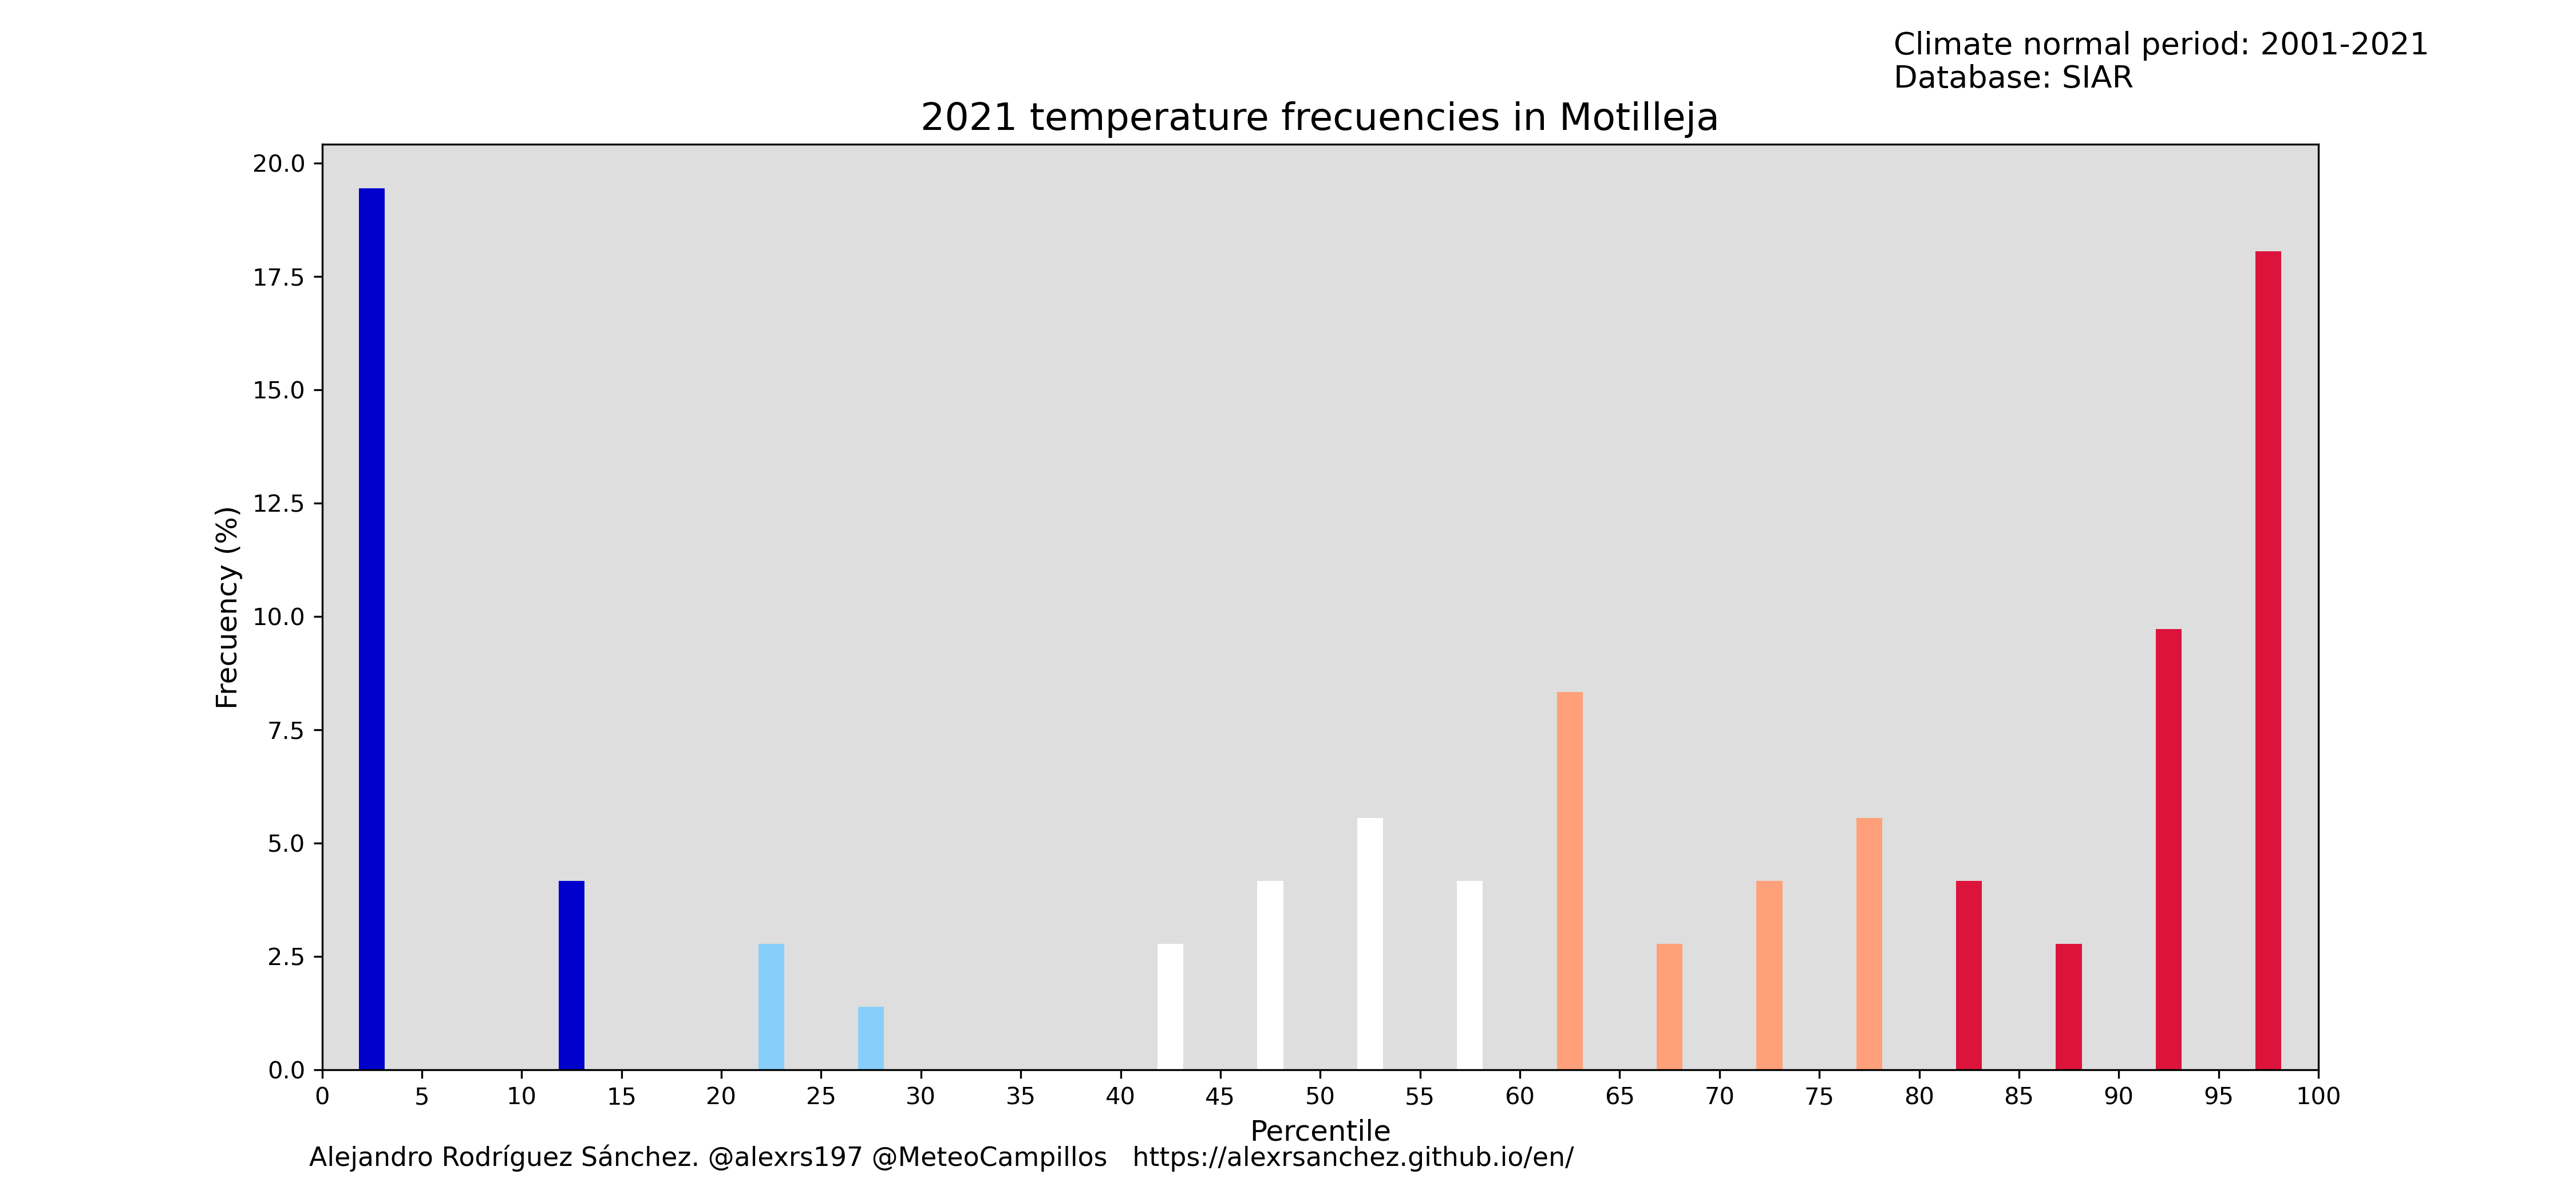 Climate normal period: 2001-2021
Database: SIAR
2021 temperature frecuencies in Motilleja
20.0
17.5
15.0
12.5
10.0
7.5
5.0
2.5
0.0
Frecuency (%)
0 5 10 15 20 25 30 35 40 45 50 55 60 65 70 75 80 85 90 95 100
Percentile
Alejandro Rodríguez Sánchez. @alexrs197 @MeteoCampillos https://alexrsanchez.github.io/en/